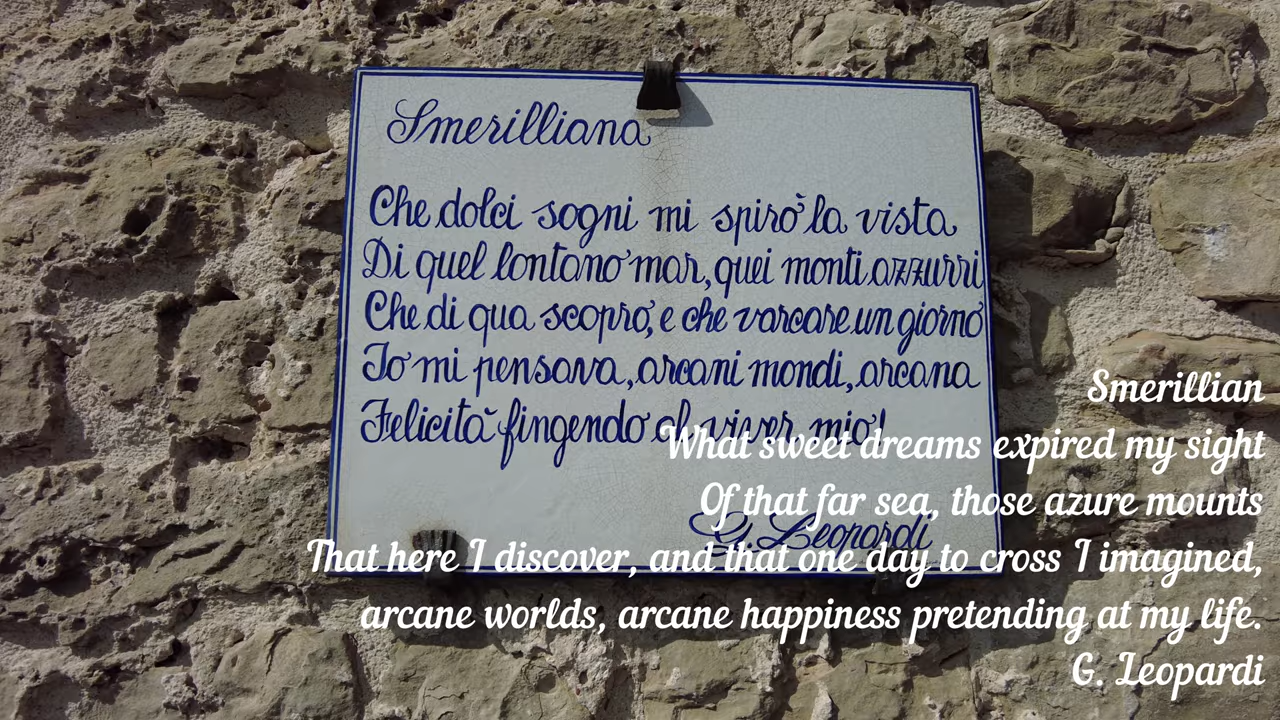 Smerilliana
Che dolci sogni mi spirò la vista
Di quel lontano mar, quei monti azzurri
Che di qua scopro, e che varcare un giorno
Io mi pensava, arcani mondi, arcana
Felicità fingendo al viver mio!
G. Leopardi
Smerillian
What sweet dreams expired my sight
Of that far sea, those azure mounts
That here I discover, and that one day to cross I imagined,
arcane worlds, arcane happiness pretending at my life.
G. Leopardi